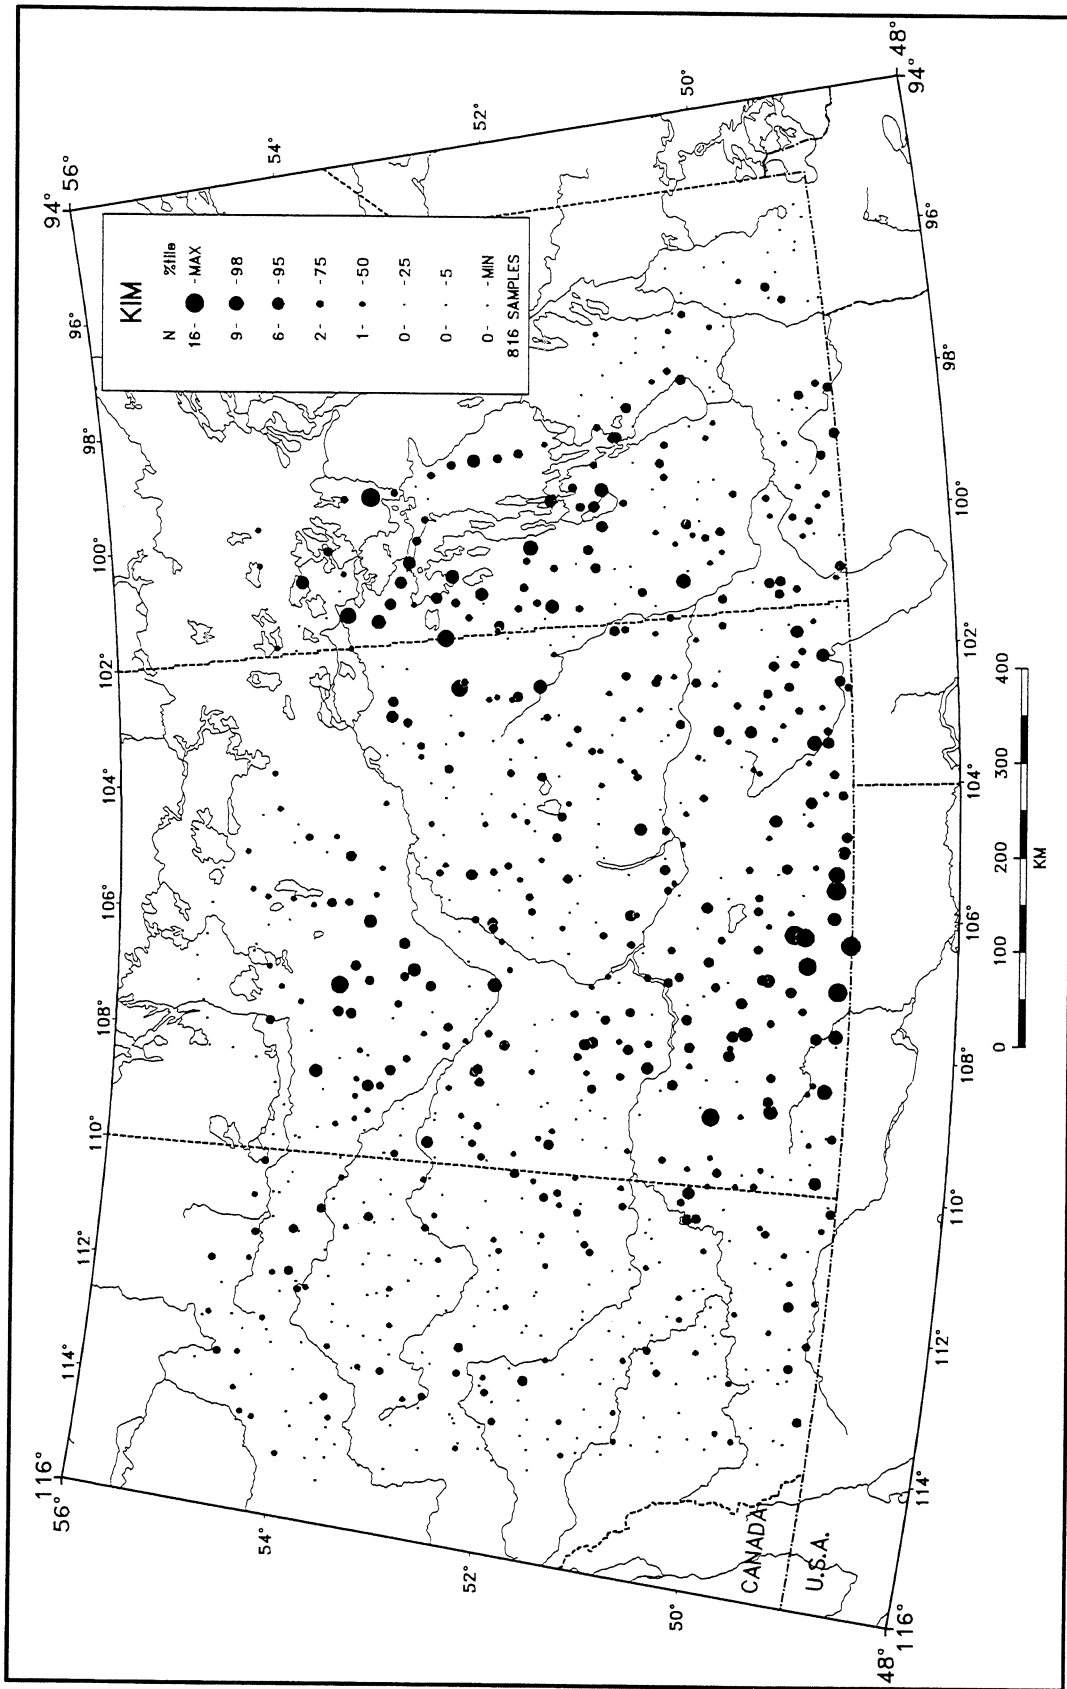 KIM
N %tile
16- -MAX
9- -98
6- -95
2- -75
1- -50
0- -25
0- -5
0- -MIN
816 SAMPLES
116° 114° 112° 110° 108° 106° 104° 102° 100° 98° 96° 94°
56° 56°
54° 54°
52° 52°
50° 50°
48° 48°
116° 114° 112° 110° 108° 106° 104° 102° 100° 98° 96° 94°
CANADA
U.S.A.
0 100 200 300 400
KM